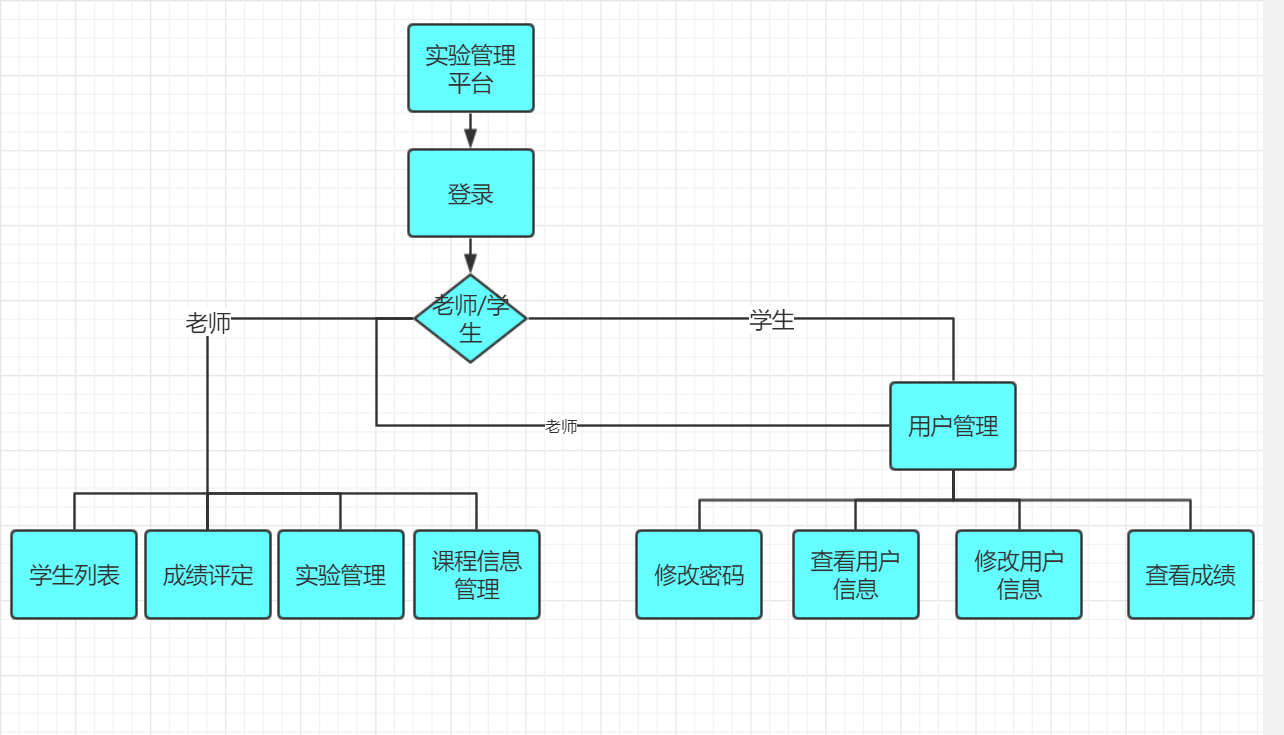 实验管理
平台
登录
老师/学
生
老师
学生
老师
用户管理
学生列表
成绩评定
实验管理
课程信息
管理
修改密码
查看用户
信息
修改用户
信息
查看成绩